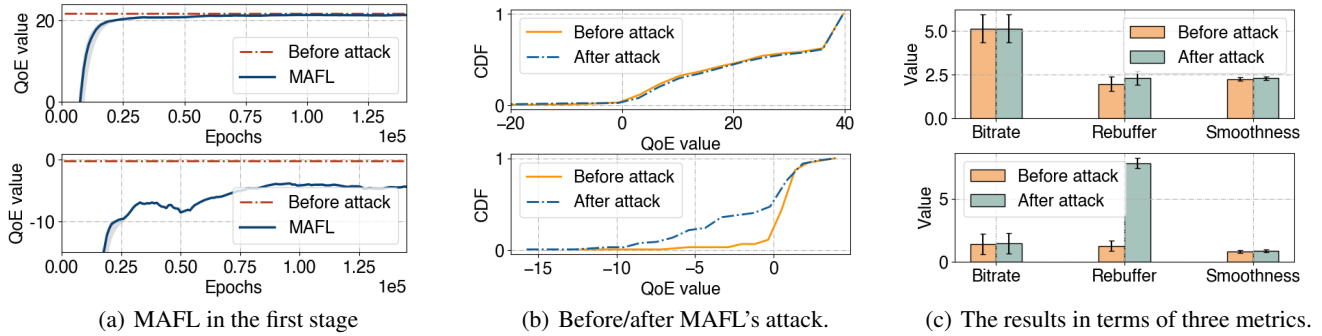 QoE value
20
0
Before attack
MAFL
0.00 0.25 0.50 0.75 1.00 1.25
Epochs
1e5
QoE value
0
−10
Before attack
MAFL
0.00 0.25 0.50 0.75 1.00 1.25
Epochs
1e5
(a) MAFL in the first stage
CDF
1
0
Before attack
After attack
−20 0 20 40
QoE value
CDF
1
0
Before attack
After attack
−15 −10 −5 0
QoE value
(b) Before/after MAFL's attack.
Value
5.0
2.5
0.0
Before attack
After attack
Bitrate Rebuffer Smoothness
Value
5
0
Before attack
After attack
Bitrate Rebuffer Smoothness
(c) The results in terms of three metrics.